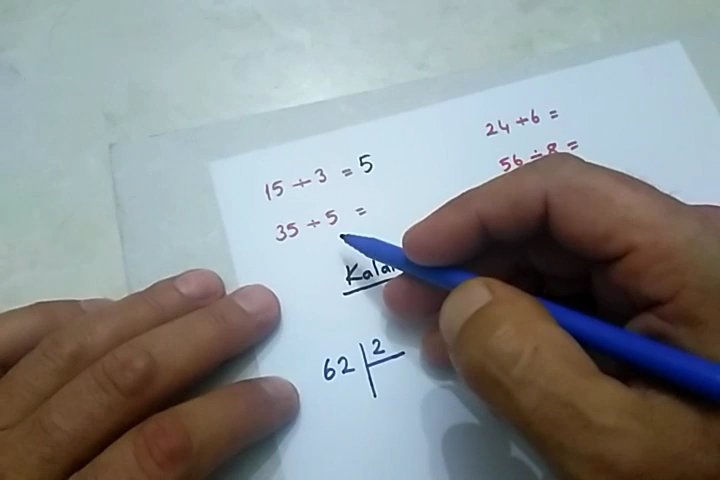 15 ÷ 3 = 5
35 ÷ 5 =
24 ÷ 6 =
56 ÷ 8 =
62 2